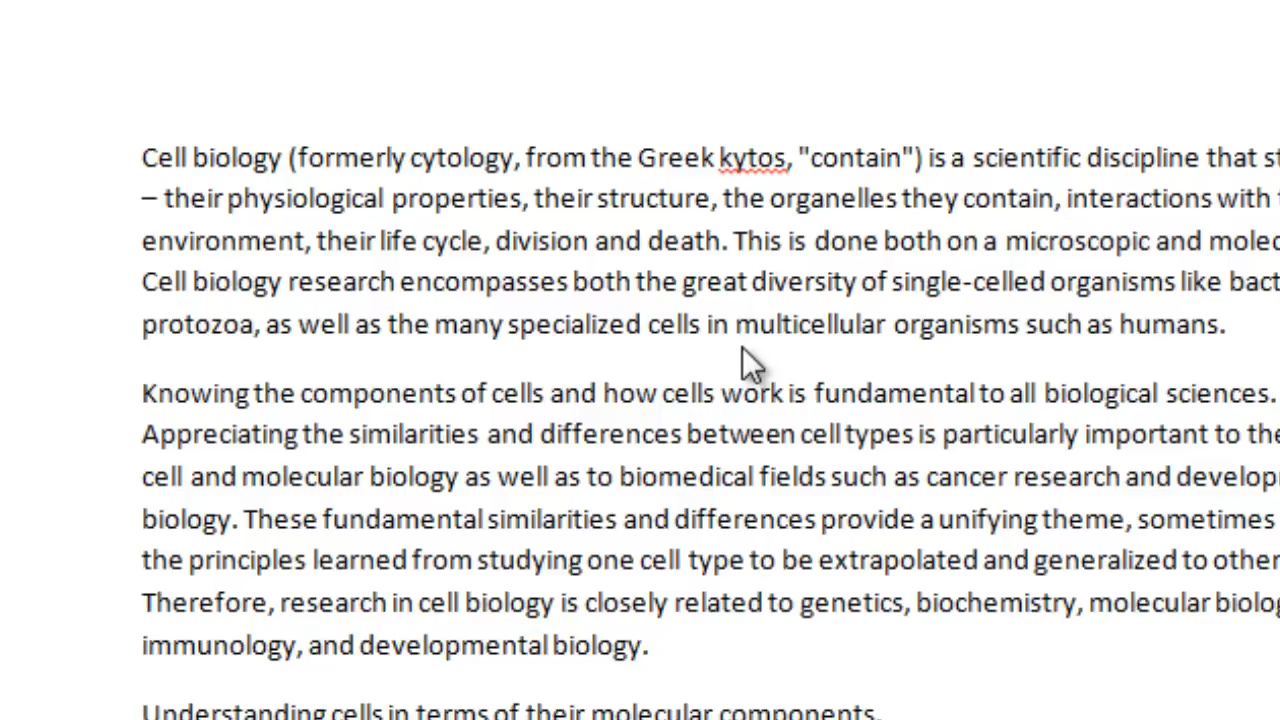 Cell biology (formerly cytology, from the Greek kytos, "contain") is a scientific discipline that
– their physiological properties, their structure, the organelles they contain, interactions with
environment, their life cycle, division and death. This is done both on a microscopic and
Cell biology research encompasses both the great diversity of single-celled organisms like
protozoa, as well as the many specialized cells in multicellular organisms such as humans.
Knowing the components of cells and how cells work is fundamental to all biological sciences.
Appreciating the similarities and differences between cell types is particularly important to
cell and molecular biology as well as to biomedical fields such as cancer research and
biology. These fundamental similarities and differences provide a unifying theme, sometimes
the principles learned from studying one cell type to be extrapolated and generalized to other
Therefore, research in cell biology is closely related to genetics, biochemistry, molecular
immunology, and developmental biology.
Understanding cells in terms of their molecular components.